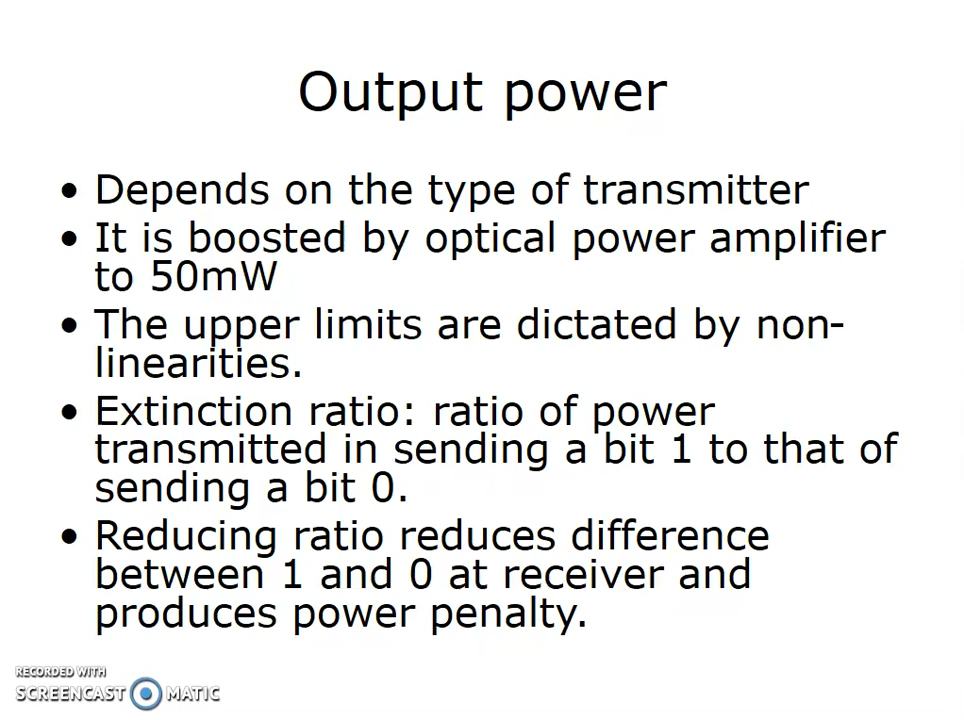 Output power
• Depends on the type of transmitter
• It is boosted by optical power amplifier
to 50mW
• The upper limits are dictated by non-
linearities.
• Extinction ratio: ratio of power
transmitted in sending a bit 1 to that of
sending a bit 0.
• Reducing ratio reduces difference
between 1 and 0 at receiver and
produces power penalty.
RECORDED WITH
SCREENCAST MATIC